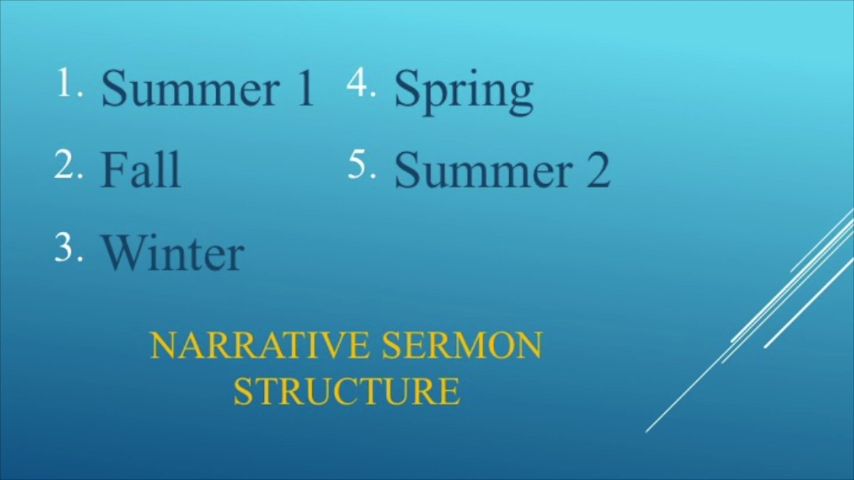 1. Summer 1
2. Fall
3. Winter
4. Spring
5. Summer 2
NARRATIVE SERMON
STRUCTURE